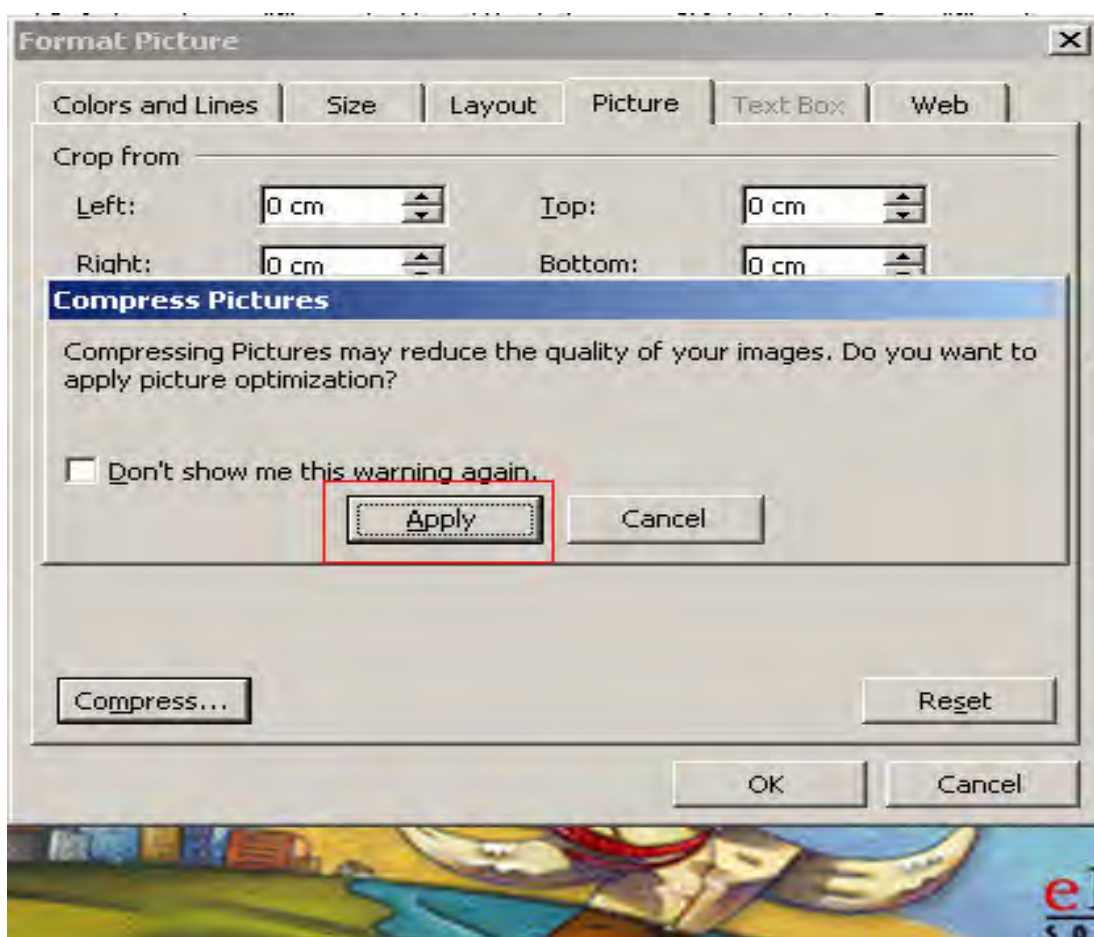 Format Picture
Colors and Lines Size Layout Picture Text Box Web
Crop from
Left: 0 cm Top: 0 cm
Right: 0 cm Bottom: 0 cm
Compress Pictures
Compressing Pictures may reduce the quality of your images. Do you want to
apply picture optimization?
Don't show me this warning again.
Apply Cancel
Compress... Reset
OK Cancel